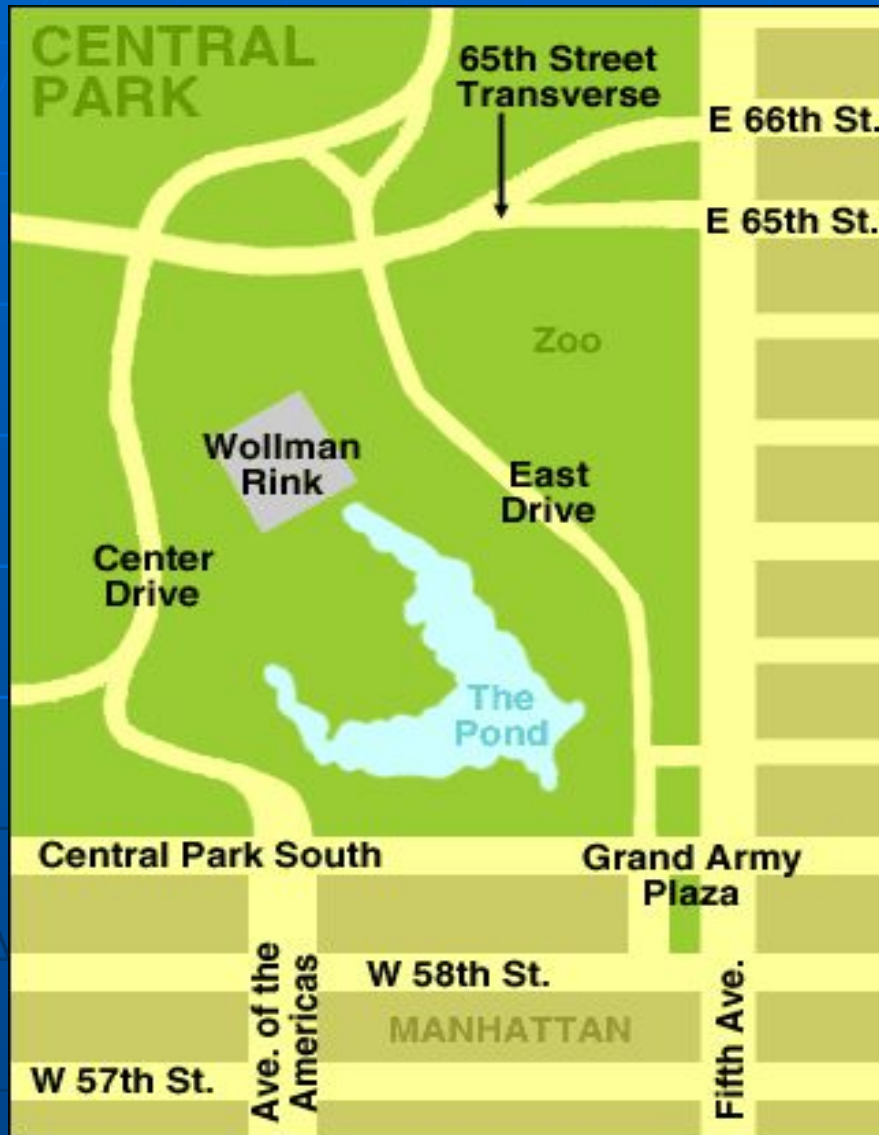 CENTRAL
PARK
65th Street
Transverse
E 66th St.
E 65th St.
Zoo
Wollman
Rink
East
Drive
Center
Drive
The
Pond
Central Park South
Grand Army
Plaza
W 58th St.
Ave. of the
Americas
MANHATTAN
Fifth Ave.
W 57th St.